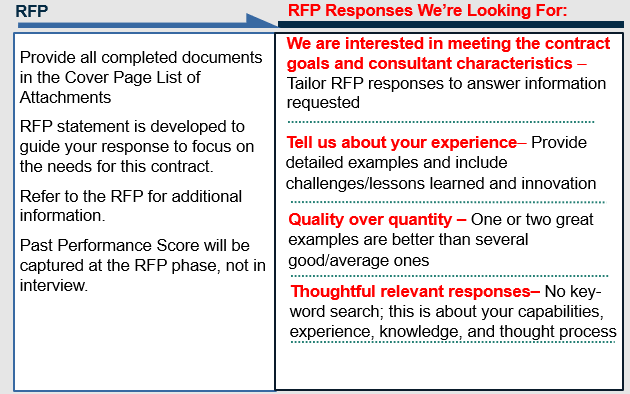 RFP
Provide all completed documents
in the Cover Page List of
Attachments
RFP statement is developed to
guide your response to focus on
the needs for this contract.
Refer to the RFP for additional
information.
Past Performance Score will be
captured at the RFP phase, not in
interview.
RFP Responses We're Looking For:
We are interested in meeting the contract
goals and consultant characteristics –
Tailor RFP responses to answer information
requested
Tell us about your experience– Provide
detailed examples and include
challenges/lessons learned and innovation
Quality over quantity – One or two great
examples are better than several
good/average ones
Thoughtful relevant responses– No key-
word search; this is about your capabilities,
experience, knowledge, and thought process